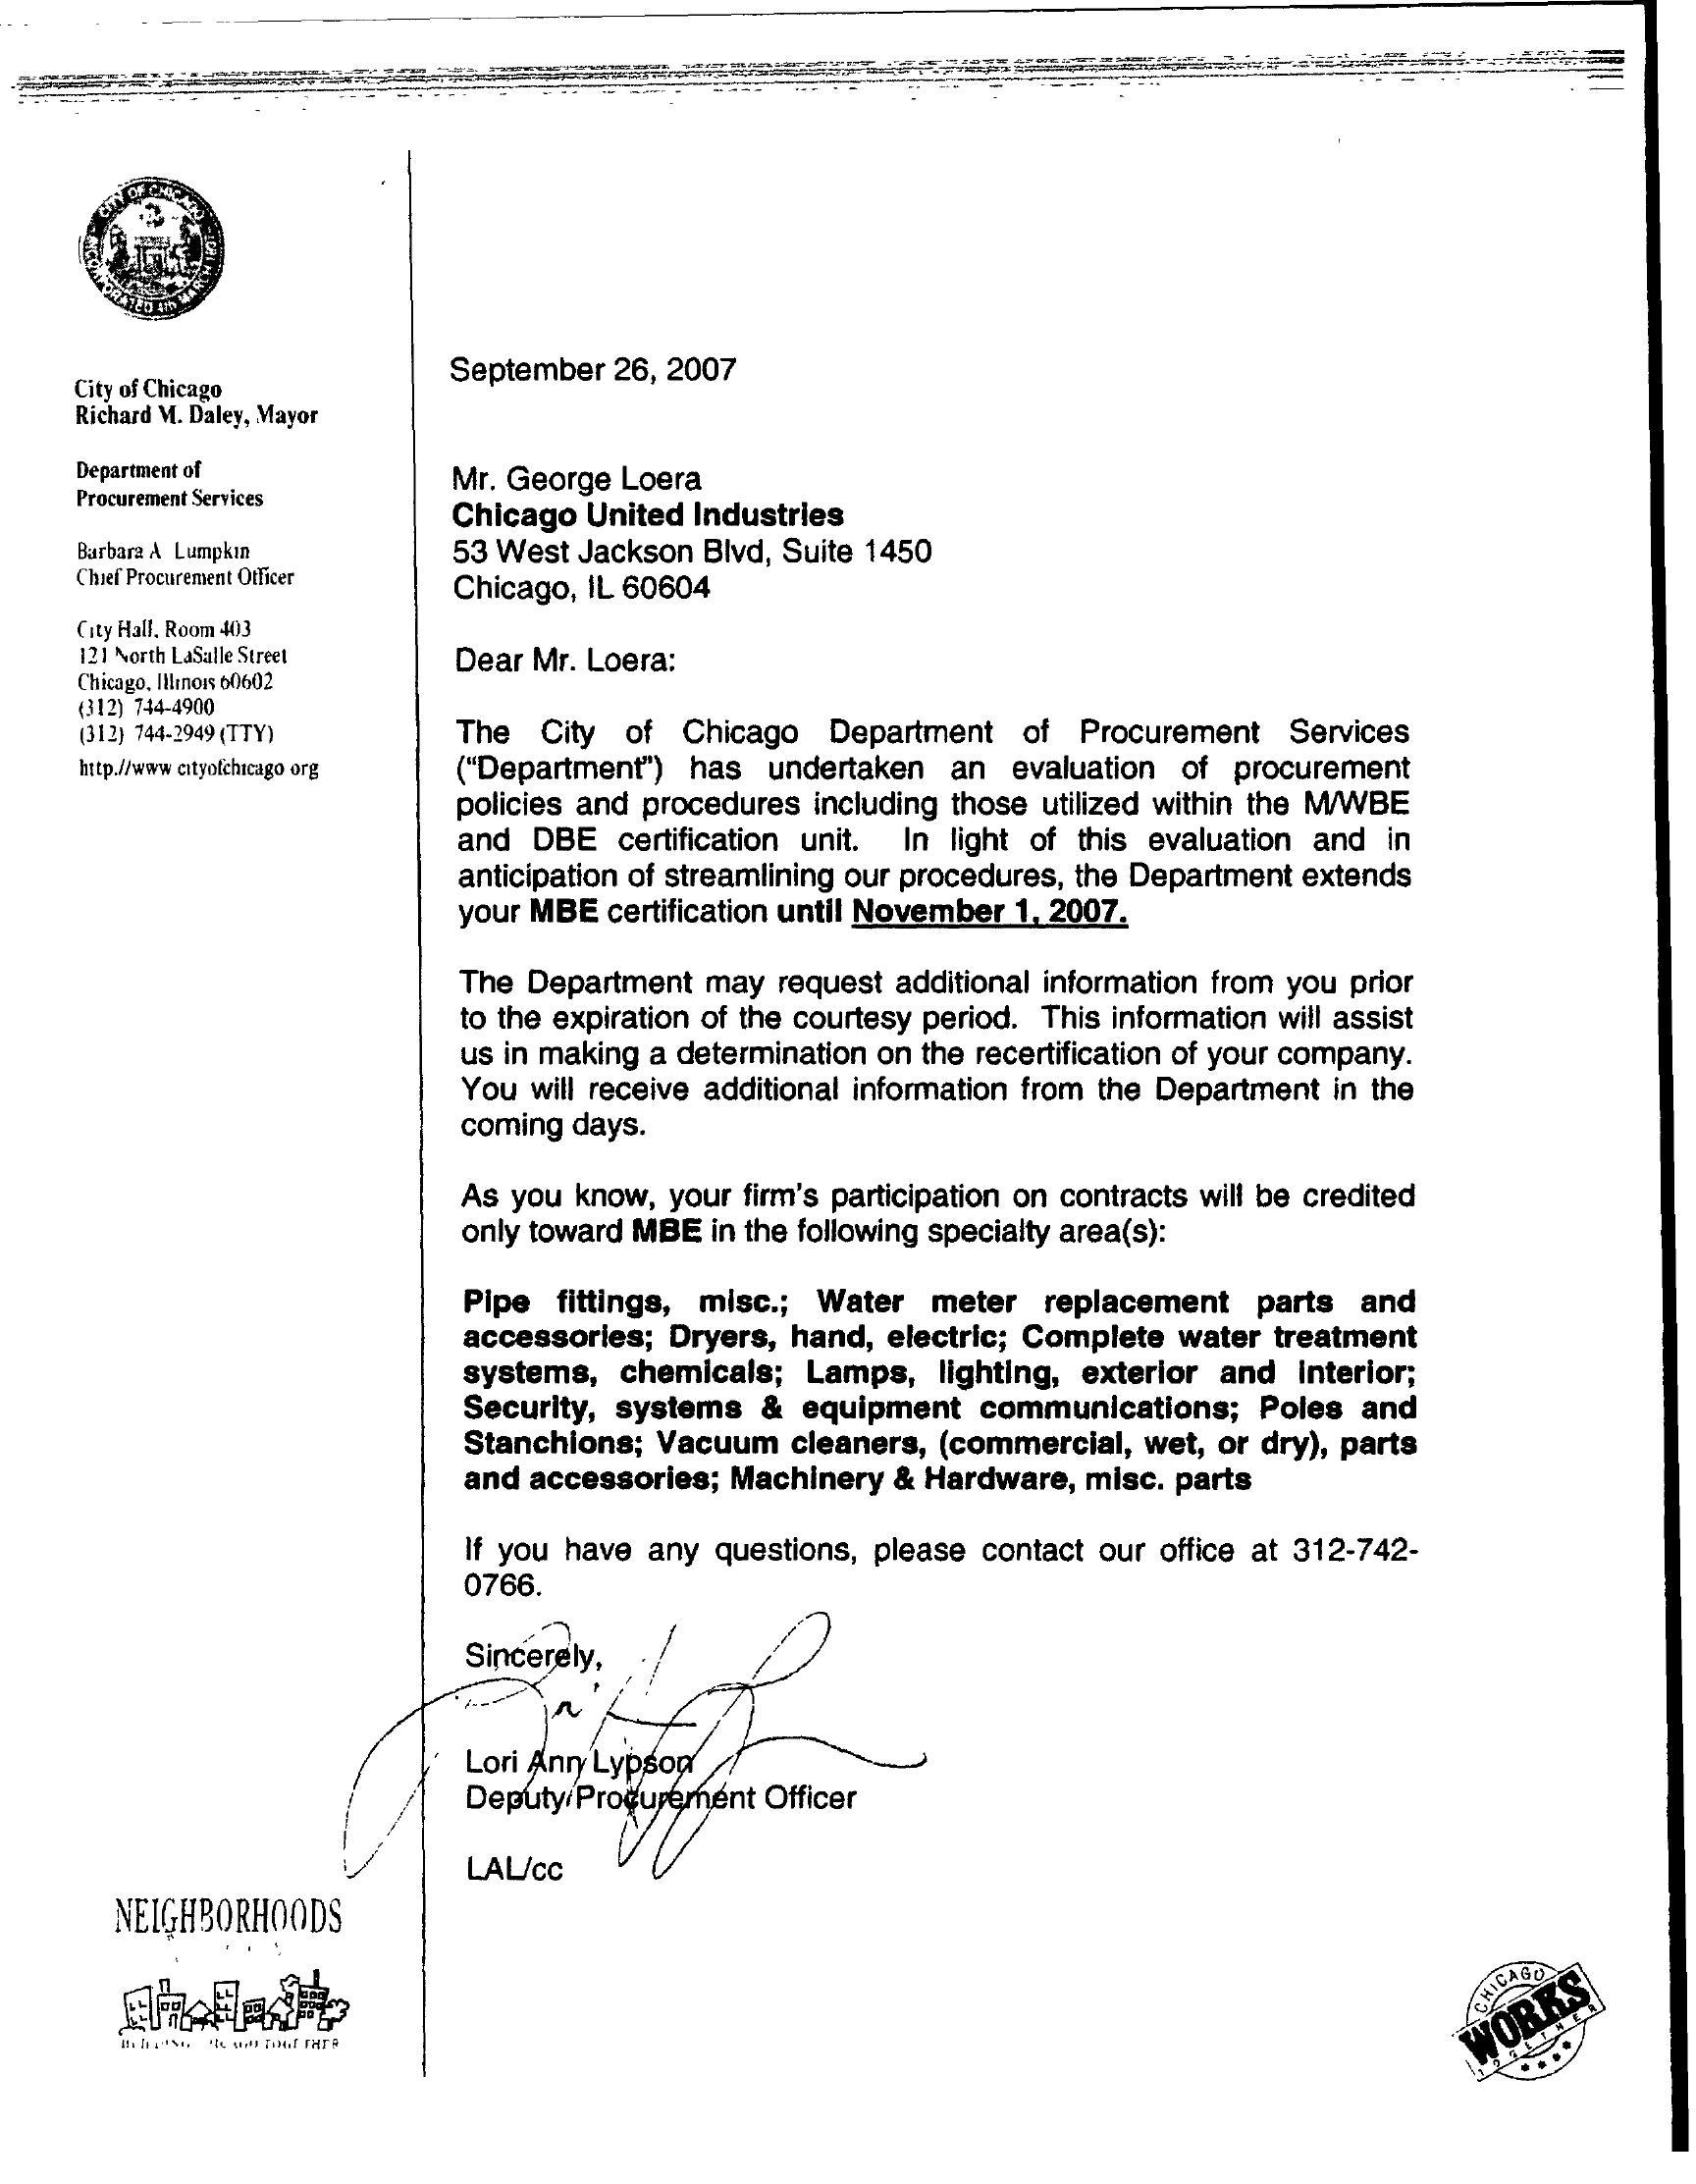 City of Chicago
Richard M. Daley, Mayor
Department of
Procurement Services
Barbara A Lumpkin
Chief Procurement Officer
City Hall, Room 403
121 North LaSalle Street
Chicago, Illinois 60602
(312) 744-4900
(312) 744-2949 (TTY)
http://www cityofchicago org
September 26, 2007
Mr. George Loera
Chicago United Industries
53 West Jackson Blvd, Suite 1450
Chicago, IL 60604
Dear Mr. Loera:
The City of Chicago Department of Procurement Services
("Department") has undertaken an evaluation of procurement
policies and procedures including those utilized within the M/WBE
and DBE certification unit. In light of this evaluation and in
anticipation of streamlining our procedures, the Department extends
your MBE certification until November 1, 2007.
The Department may request additional information from you prior
to the expiration of the courtesy period. This information will assist
us in making a determination on the recertification of your company.
You will receive additional information from the Department in the
coming days.
As you know, your firm's participation on contracts will be credited
only toward MBE in the following specialty area(s):
Pipe fittings, misc.; Water meter replacement parts and
accessories; Dryers, hand, electric; Complete water treatment
systems, chemicals; Lamps, lighting, exterior and interior;
Security, systems & equipment communications; Poles and
Stanchions; Vacuum cleaners, (commercial, wet, or dry), parts
and accessories; Machinery & Hardware, misc. parts
If you have any questions, please contact our office at 312-742-
0766.
Sincerely,
Lori Ann Lypson
Deputy Procurement Officer
LAL/cc
NEIGHBORHOODS
CHICAGO
WORKS
TOGETHER